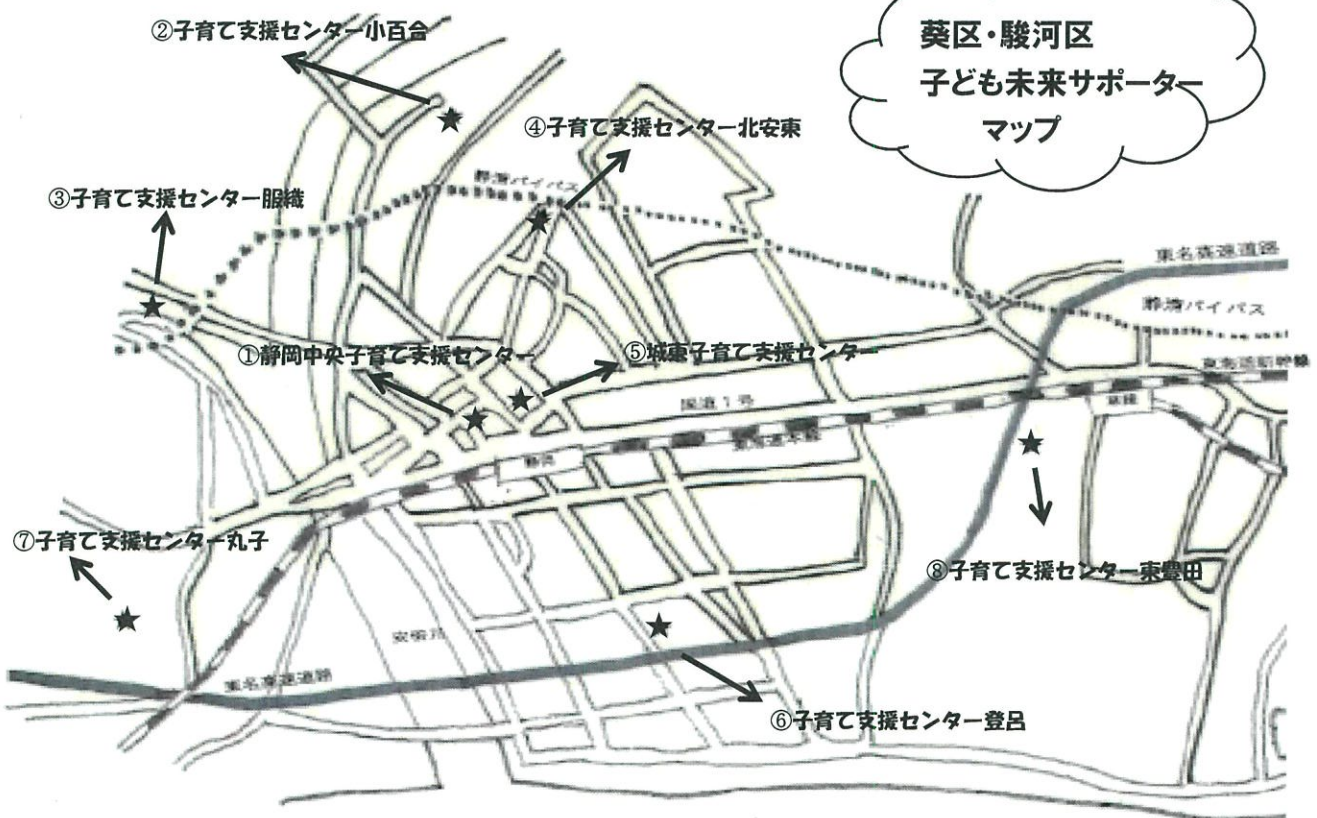 葵区・駿河区
子ども未来サポーター
マップ
②子育て支援センター小百合
④子育て支援センター北安東
静清バイパス
③子育て支援センター服織
東名高速道路
静清バイパス
①静岡中央子育て支援センター
⑤城東子育て支援センター
東海道新幹線
国道1号
東海道本線
静岡
⑦子育て支援センター丸子
⑧子育て支援センター東豊田
安倍川
東名高速道路
⑥子育て支援センター登呂